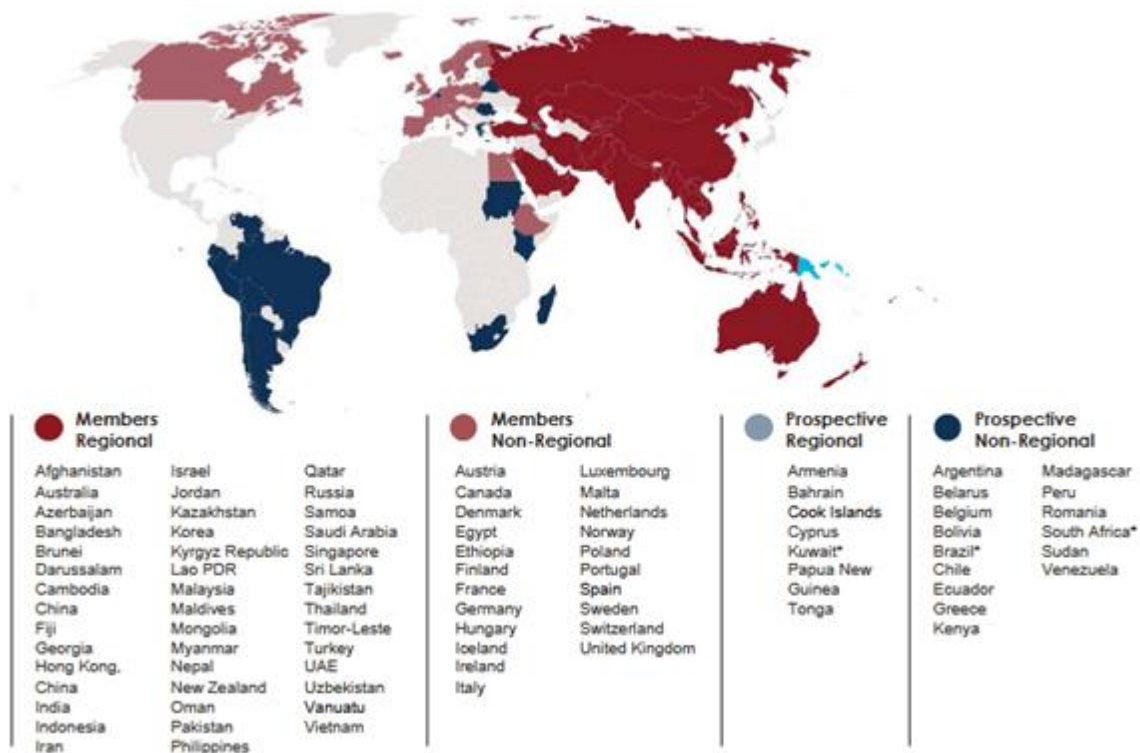 Members
Regional
Afghanistan
Australia
Azerbaijan
Bangladesh
Brunei
Darussalam
Cambodia
China
Fiji
Georgia
Hong Kong,
China
India
Indonesia
Iran
Israel
Jordan
Kazakhstan
Korea
Kyrgyz Republic
Lao PDR
Malaysia
Maldives
Mongolia
Myanmar
Nepal
New Zealand
Oman
Pakistan
Philippines
Qatar
Russia
Samoa
Saudi Arabia
Singapore
Sri Lanka
Tajikistan
Thailand
Timor-Leste
Turkey
UAE
Uzbekistan
Vanuatu
Vietnam
Members
Non-Regional
Austria
Canada
Denmark
Egypt
Ethiopia
Finland
France
Germany
Hungary
Iceland
Ireland
Italy
Luxembourg
Malta
Netherlands
Norway
Poland
Portugal
Spain
Sweden
Switzerland
United Kingdom
Prospective
Regional
Armenia
Bahrain
Cook Islands
Cyprus
Kuwait*
Papua New
Guinea
Tonga
Prospective
Non-Regional
Argentina
Belarus
Belgium
Bolivia
Brazil*
Chile
Ecuador
Greece
Kenya
Madagascar
Peru
Romania
South Africa*
Sudan
Venezuela